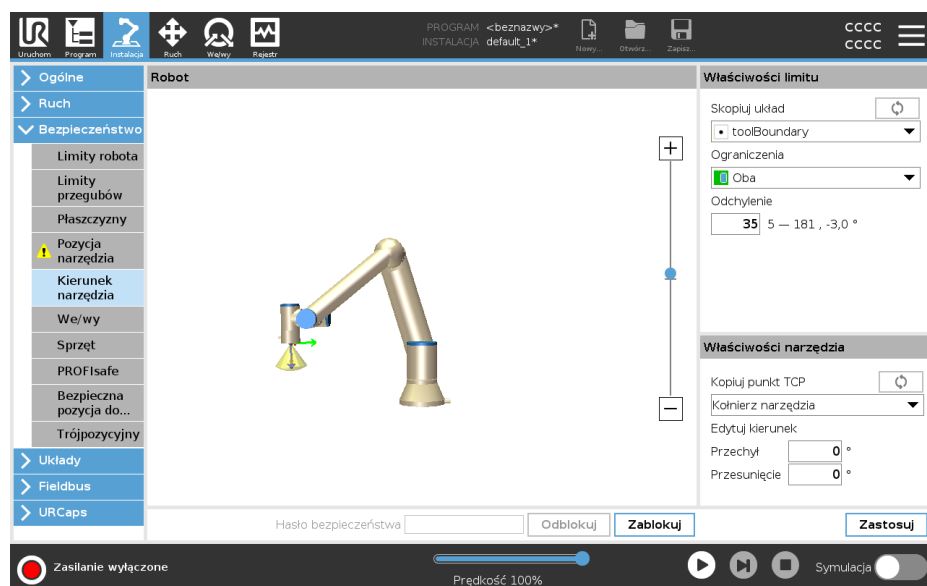 UR
PROGRAM <beznazwy>*
INSTALACJA default_1*
CCCC
CCCC
Uruchom Program Instalacja Ruch We/wy Rejestr
Nowy... Otwórz... Zapisz...
Ogólne
Ruch
Bezpieczeństwo
Limity robota
Limity
przegubów
Płaszczyzny
Pozycja
narzędzia
Kierunek
narzędzia
We/wy
Sprzęt
PROFIsafe
Bezpieczna
pozycja do...
Trójpozycyjny
Układy
Fieldbus
URCaps
Robot
+
−
Właściwości limitu
Skopiuj układ
toolBoundary
Ograniczenia
Oba
Odchylenie
35 5 — 181 , -3,0 °
Właściwości narzędzia
Kopiuj punkt TCP
Kołnierz narzędzia
Edytuj kierunek
Przechył 0 °
Przesunięcie 0 °
Hasło bezpieczeństwa Odblokuj Zablokuj Zastosuj
Zasilanie wyłączone
Prędkość 100%
Symulacja